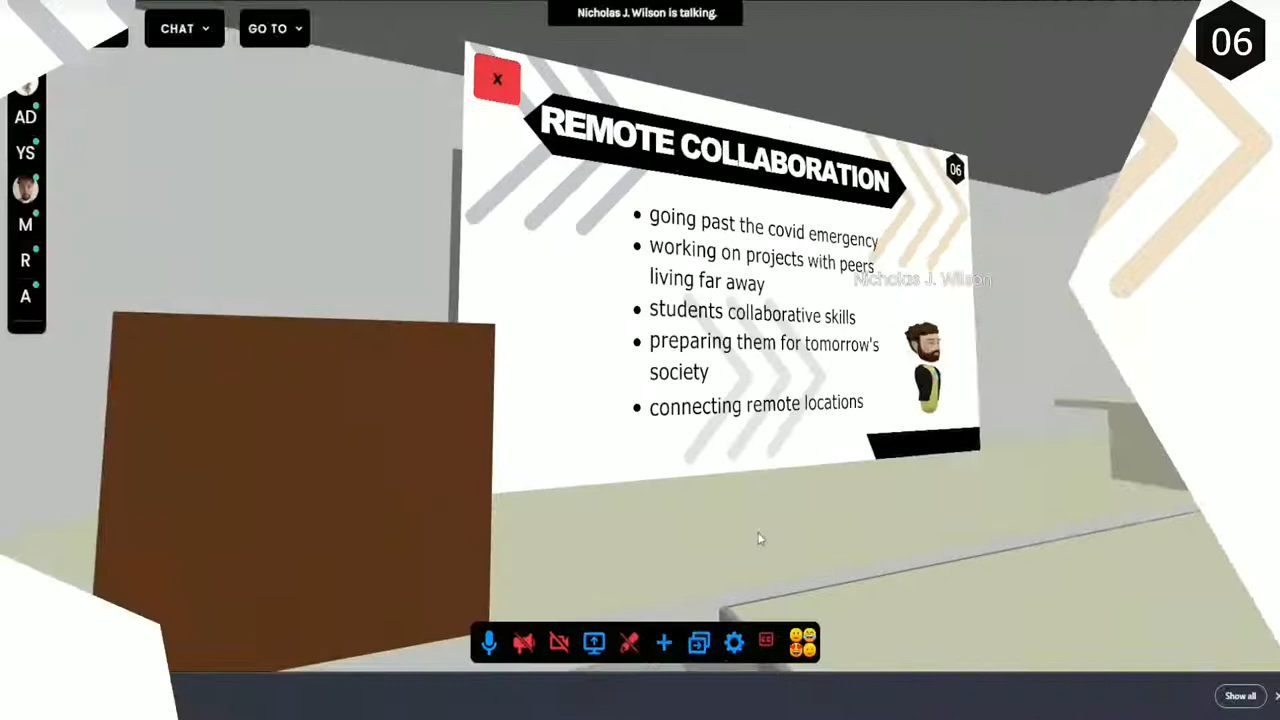 Nicholas J. Wilson is talking.
CHAT
GO TO
06
X
REMOTE COLLABORATION
06
AD
YS
M
R
A
• going past the covid emergency
• working on projects with peers
living far away
Nicholas J. Wilson
• students collaborative skills
• preparing them for tomorrow's
society
• connecting remote locations
CC
Show all
X